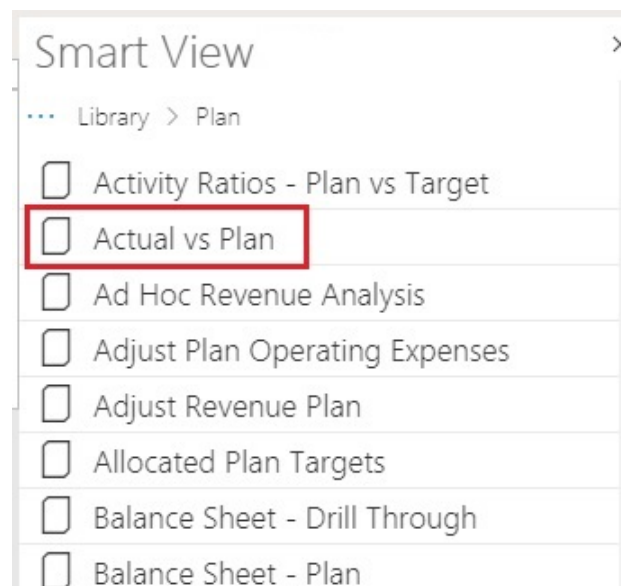 Smart View
... Library > Plan
Activity Ratios - Plan vs Target
Actual vs Plan
Ad Hoc Revenue Analysis
Adjust Plan Operating Expenses
Adjust Revenue Plan
Allocated Plan Targets
Balance Sheet - Drill Through
Balance Sheet - Plan